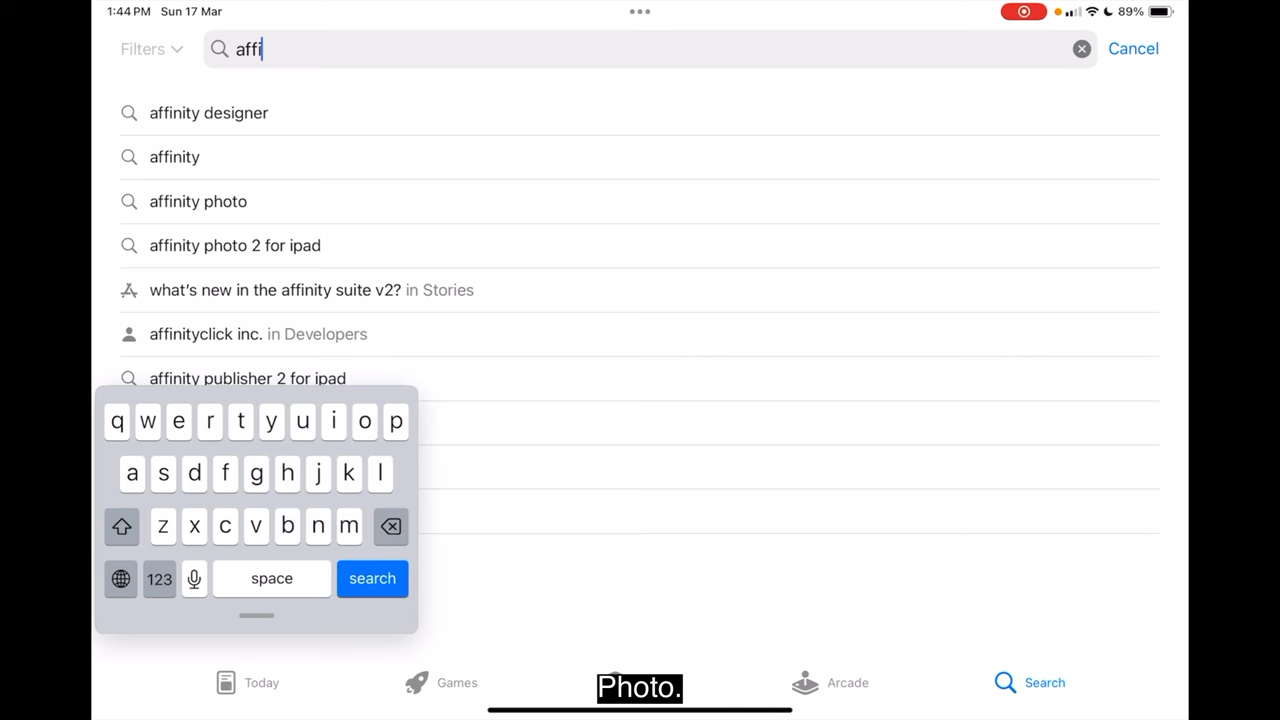 1:44 PM Sun 17 Mar 89%
Filters affi Cancel
affinity designer
affinity
affinity photo
affinity photo 2 for ipad
what's new in the affinity suite v2? in Stories
affinityclick inc. in Developers
affinity publisher 2 for ipad
q w e r t y u i o p
a s d f g h j k l
z x c v b n m
123 space search
Today Games Arcade Search
Photo.